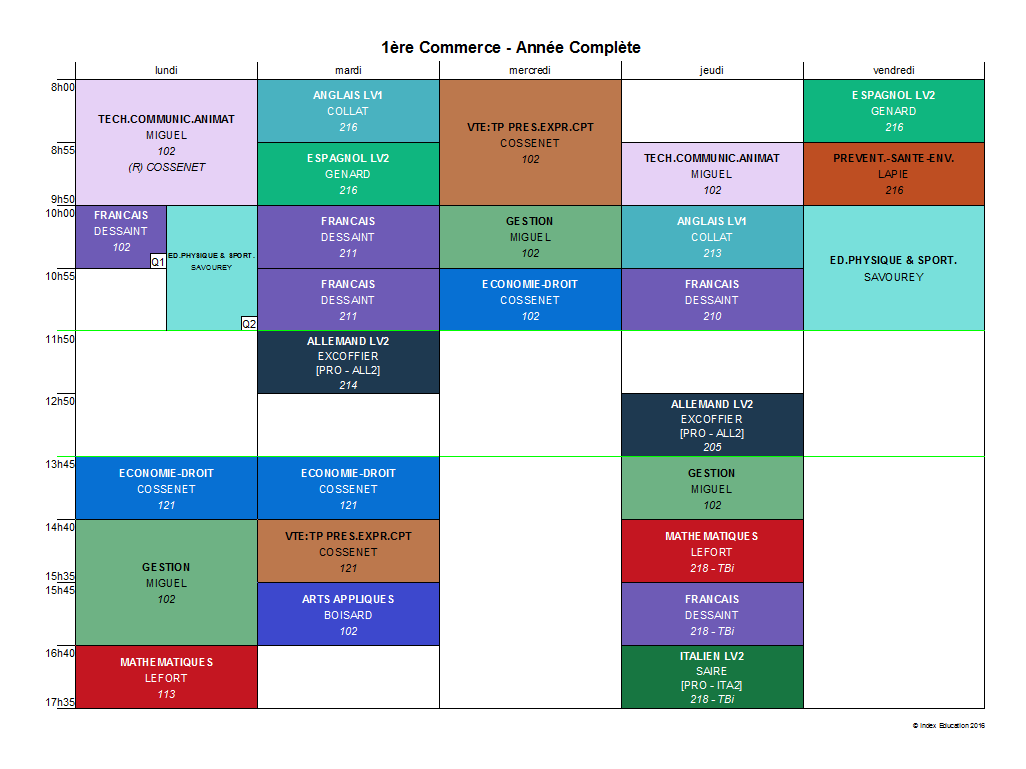 1ère Commerce - Année Complète
lundi
mardi
mercredi
jeudi
vendredi
8h00
8h55
9h50
10h00
10h55
11h50
12h50
13h45
14h40
15h35
15h45
16h40
17h35
TECH.COMMUNIC.ANIMAT
MIGUEL
102
(R) COSSENET
FRANCAIS
DESSAINT
102
Q1
ED.PHYSIQUE & SPORT.
SAVOUREY
Q2
ECONOMIE-DROIT
COSSENET
121
GESTION
MIGUEL
102
MATHEMATIQUES
LEFORT
113
ANGLAIS LV1
COLLAT
216
ESPAGNOL LV2
GENARD
216
FRANCAIS
DESSAINT
211
FRANCAIS
DESSAINT
211
ALLEMAND LV2
EXCOFFIER
[PRO - ALL2]
214
ECONOMIE-DROIT
COSSENET
121
VTE:TP PRES.EXPR.CPT
COSSENET
121
ARTS APPLIQUES
BOISARD
102
VTE:TP PRES.EXPR.CPT
COSSENET
102
GESTION
MIGUEL
102
ECONOMIE-DROIT
COSSENET
102
TECH.COMMUNIC.ANIMAT
MIGUEL
102
ANGLAIS LV1
COLLAT
213
FRANCAIS
DESSAINT
210
ALLEMAND LV2
EXCOFFIER
[PRO - ALL2]
205
GESTION
MIGUEL
102
MATHEMATIQUES
LEFORT
218 - TBi
FRANCAIS
DESSAINT
218 - TBi
ITALIEN LV2
SAIRE
[PRO - ITA2]
218 - TBi
ESPAGNOL LV2
GENARD
216
PREVENT.-SANTE-ENV.
LAPIE
216
ED.PHYSIQUE & SPORT.
SAVOUREY
© Index Education 2016